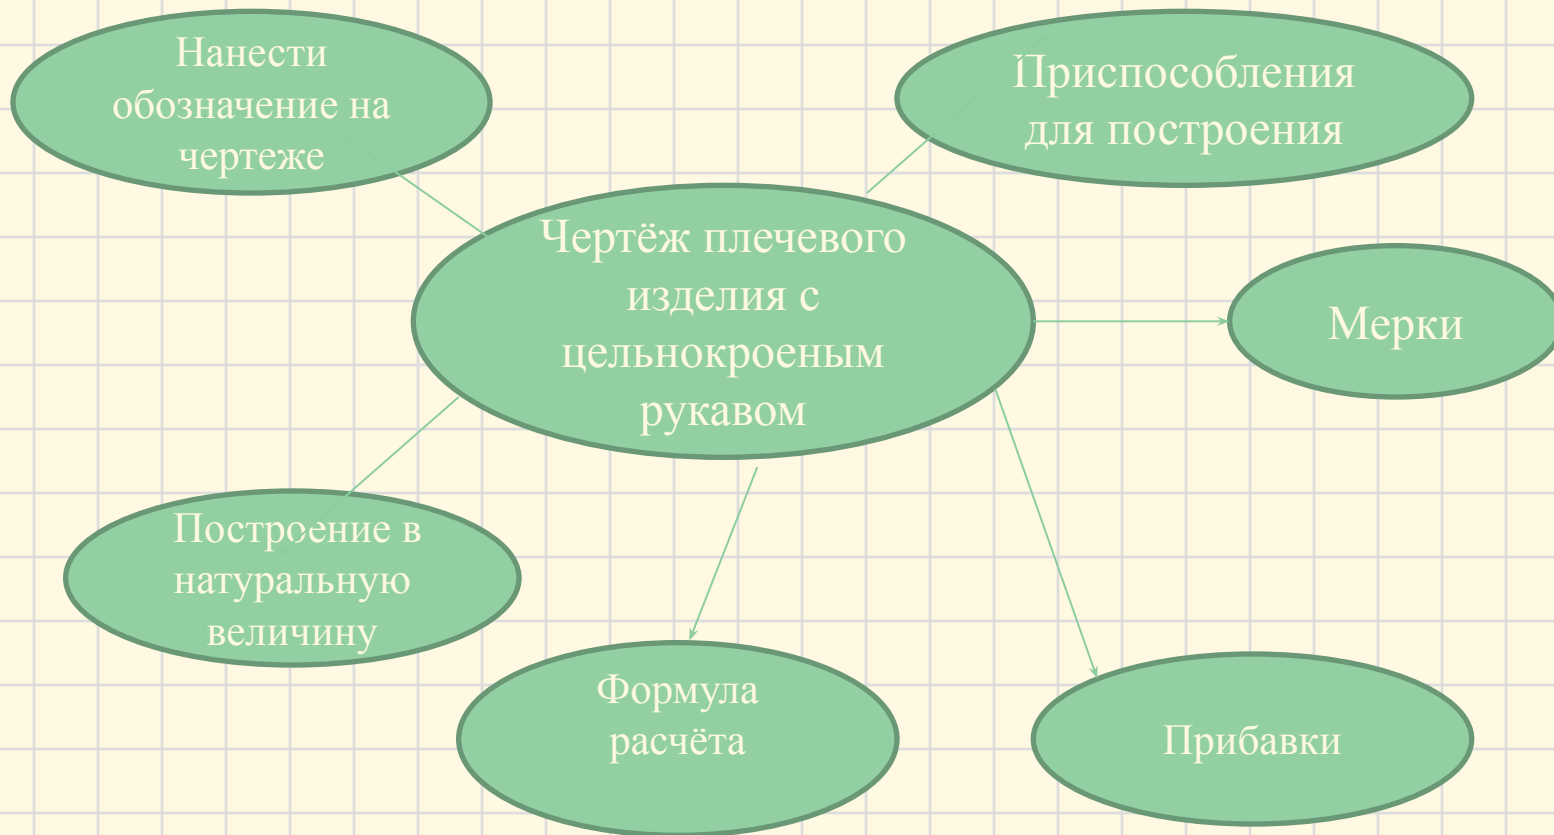 Нанести
обозначение на
чертеже
Приспособления
для построения
Чертёж плечевого
изделия с
цельнокроеным
рукавом
Мерки
Построение в
натуральную
величину
Формула
расчёта
Прибавки